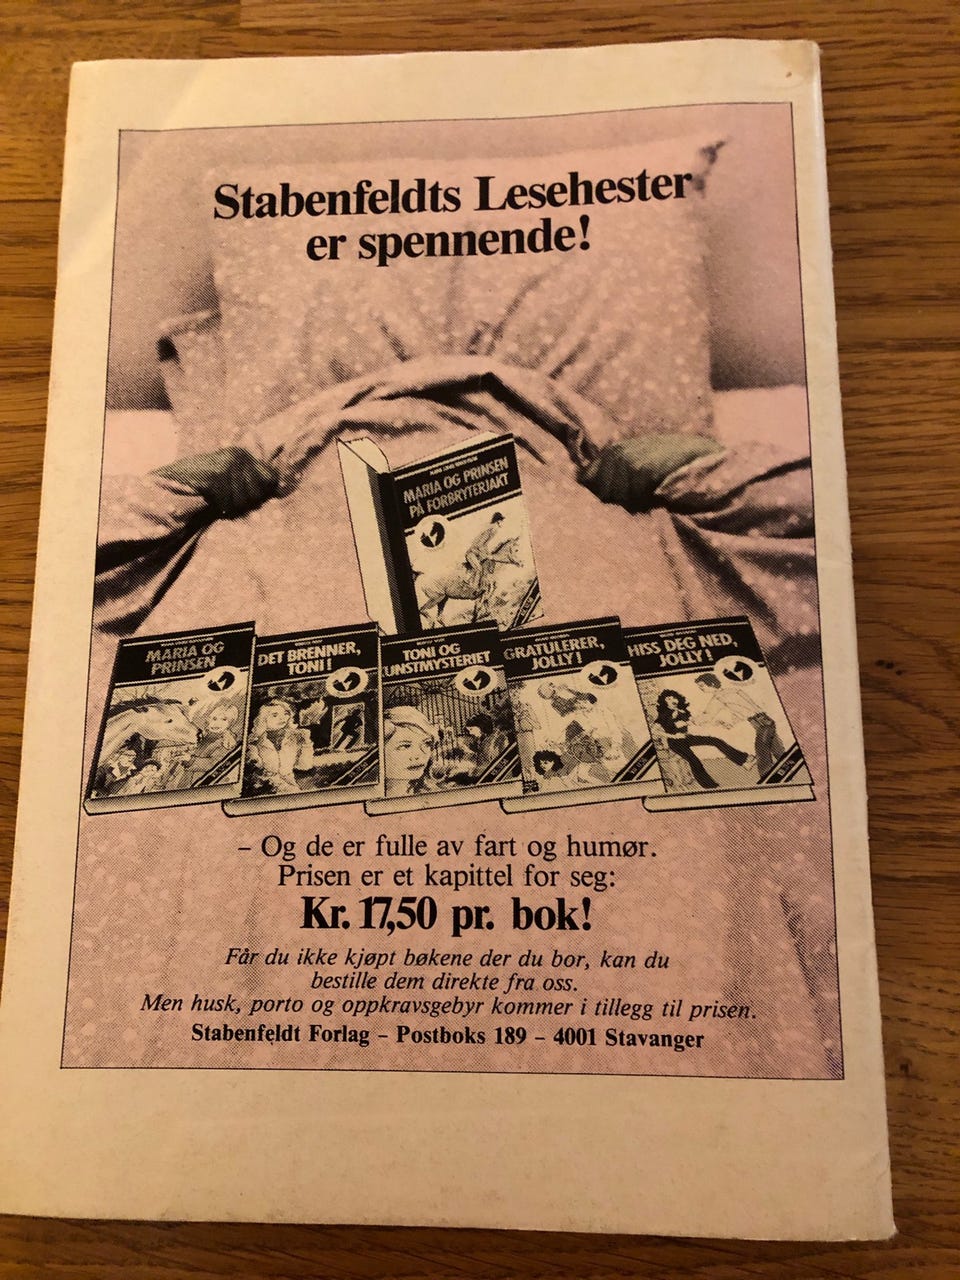 Stabenfeldts Lesehester
er spennende!
MARIA OG PRINSEN
PÅ FORBRYTERJAKT
MARIA OG
PRINSEN
DET BRENNER,
TONI!
TONI OG
UNSTMYSTERIET
GRATULERER,
JOLLY!
HISS DEG NED,
JOLLY!
– Og de er fulle av fart og humør.
Prisen er et kapittel for seg:
Kr. 17,50 pr. bok!
Får du ikke kjøpt bøkene der du bor, kan du
bestille dem direkte fra oss.
Men husk, porto og oppkravsgebyr kommer i tillegg til prisen.
Stabenfeldt Forlag – Postboks 189 – 4001 Stavanger